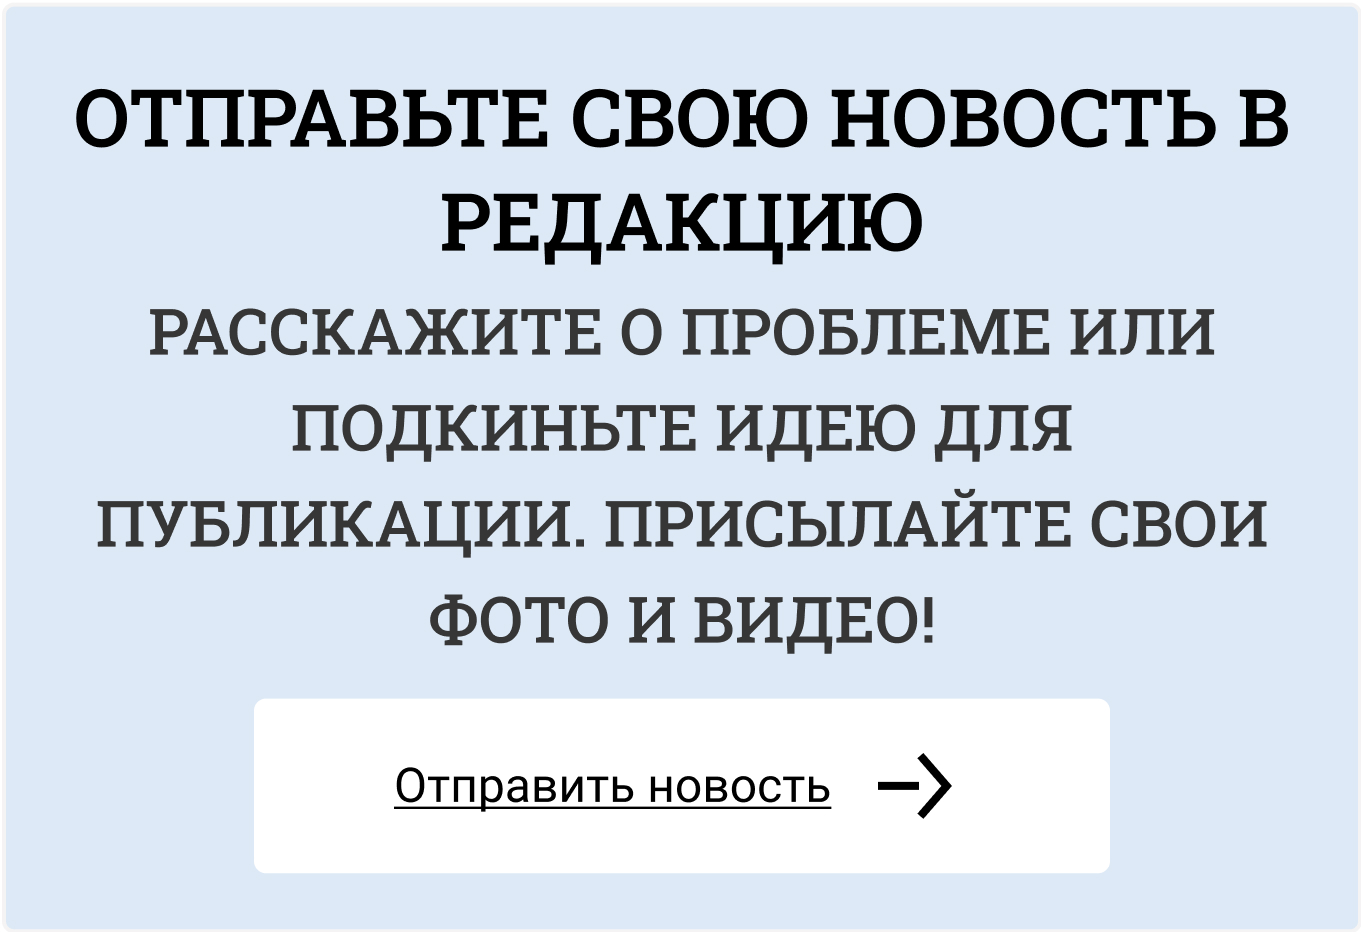 ОТПРАВЬТЕ СВОЮ НОВОСТЬ В
РЕДАКЦИЮ
РАССКАЖИТЕ О ПРОБЛЕМЕ ИЛИ
ПОДКИНЬТЕ ИДЕЮ ДЛЯ
ПУБЛИКАЦИИ. ПРИСЫЛАЙТЕ СВОИ
ФОТО И ВИДЕО!
Отправить новость